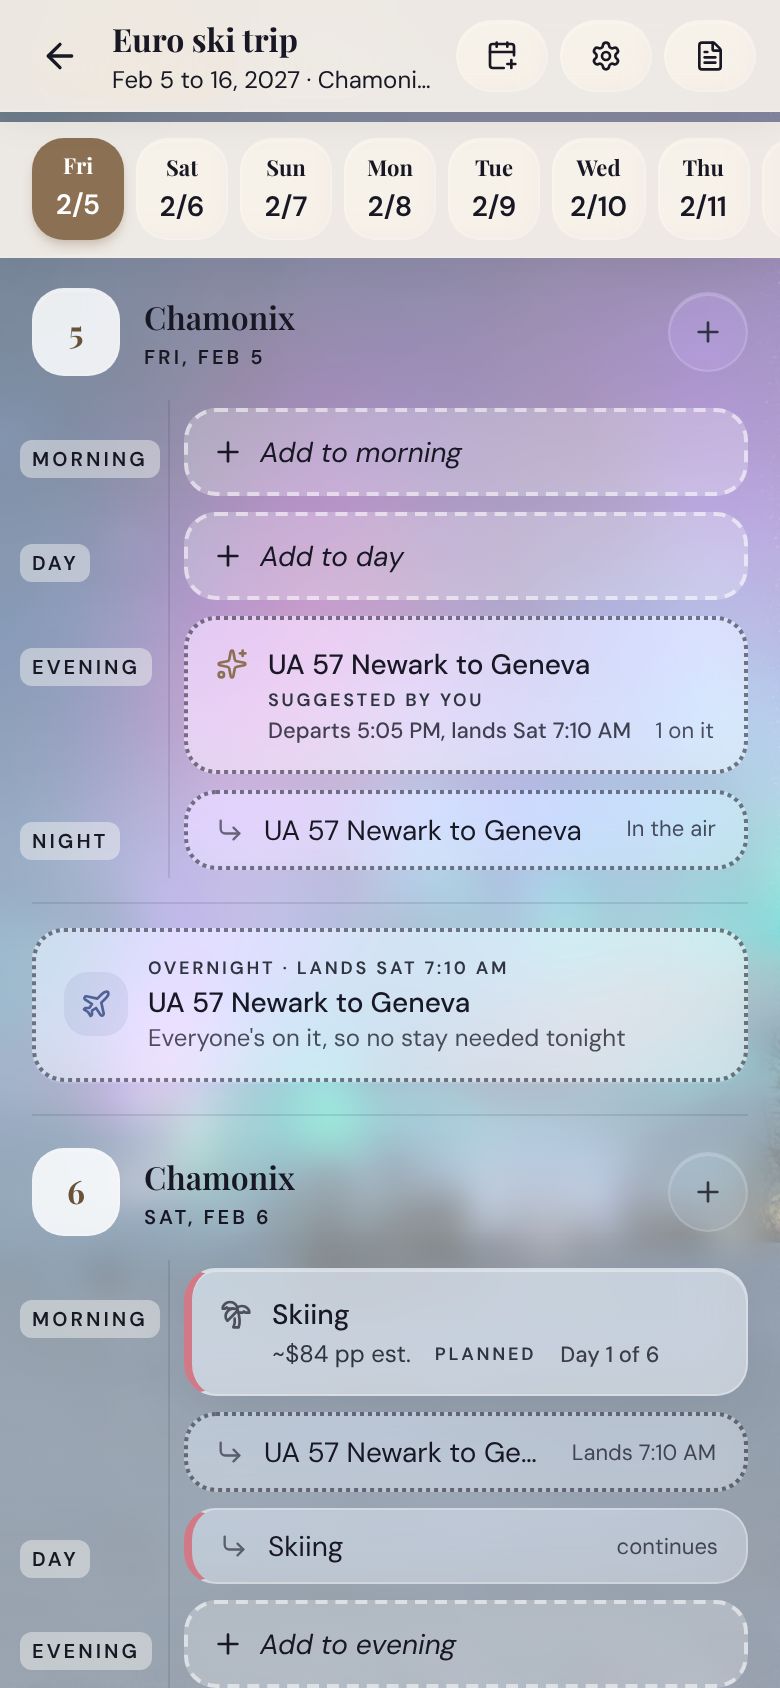 Euro ski trip
Feb 5 to 16, 2027 · Chamoni...
Fri
2/5
Sat
2/6
Sun
2/7
Mon
2/8
Tue
2/9
Wed
2/10
Thu
2/11
5
Chamonix
FRI, FEB 5
MORNING
Add to morning
DAY
Add to day
EVENING
UA 57 Newark to Geneva
SUGGESTED BY YOU
Departs 5:05 PM, lands Sat 7:10 AM 1 on it
NIGHT
UA 57 Newark to Geneva In the air
OVERNIGHT · LANDS SAT 7:10 AM
UA 57 Newark to Geneva
Everyone's on it, so no stay needed tonight
6
Chamonix
SAT, FEB 6
MORNING
Skiing
~$84 pp est. PLANNED Day 1 of 6
UA 57 Newark to Ge... Lands 7:10 AM
DAY
Skiing continues
EVENING
Add to evening